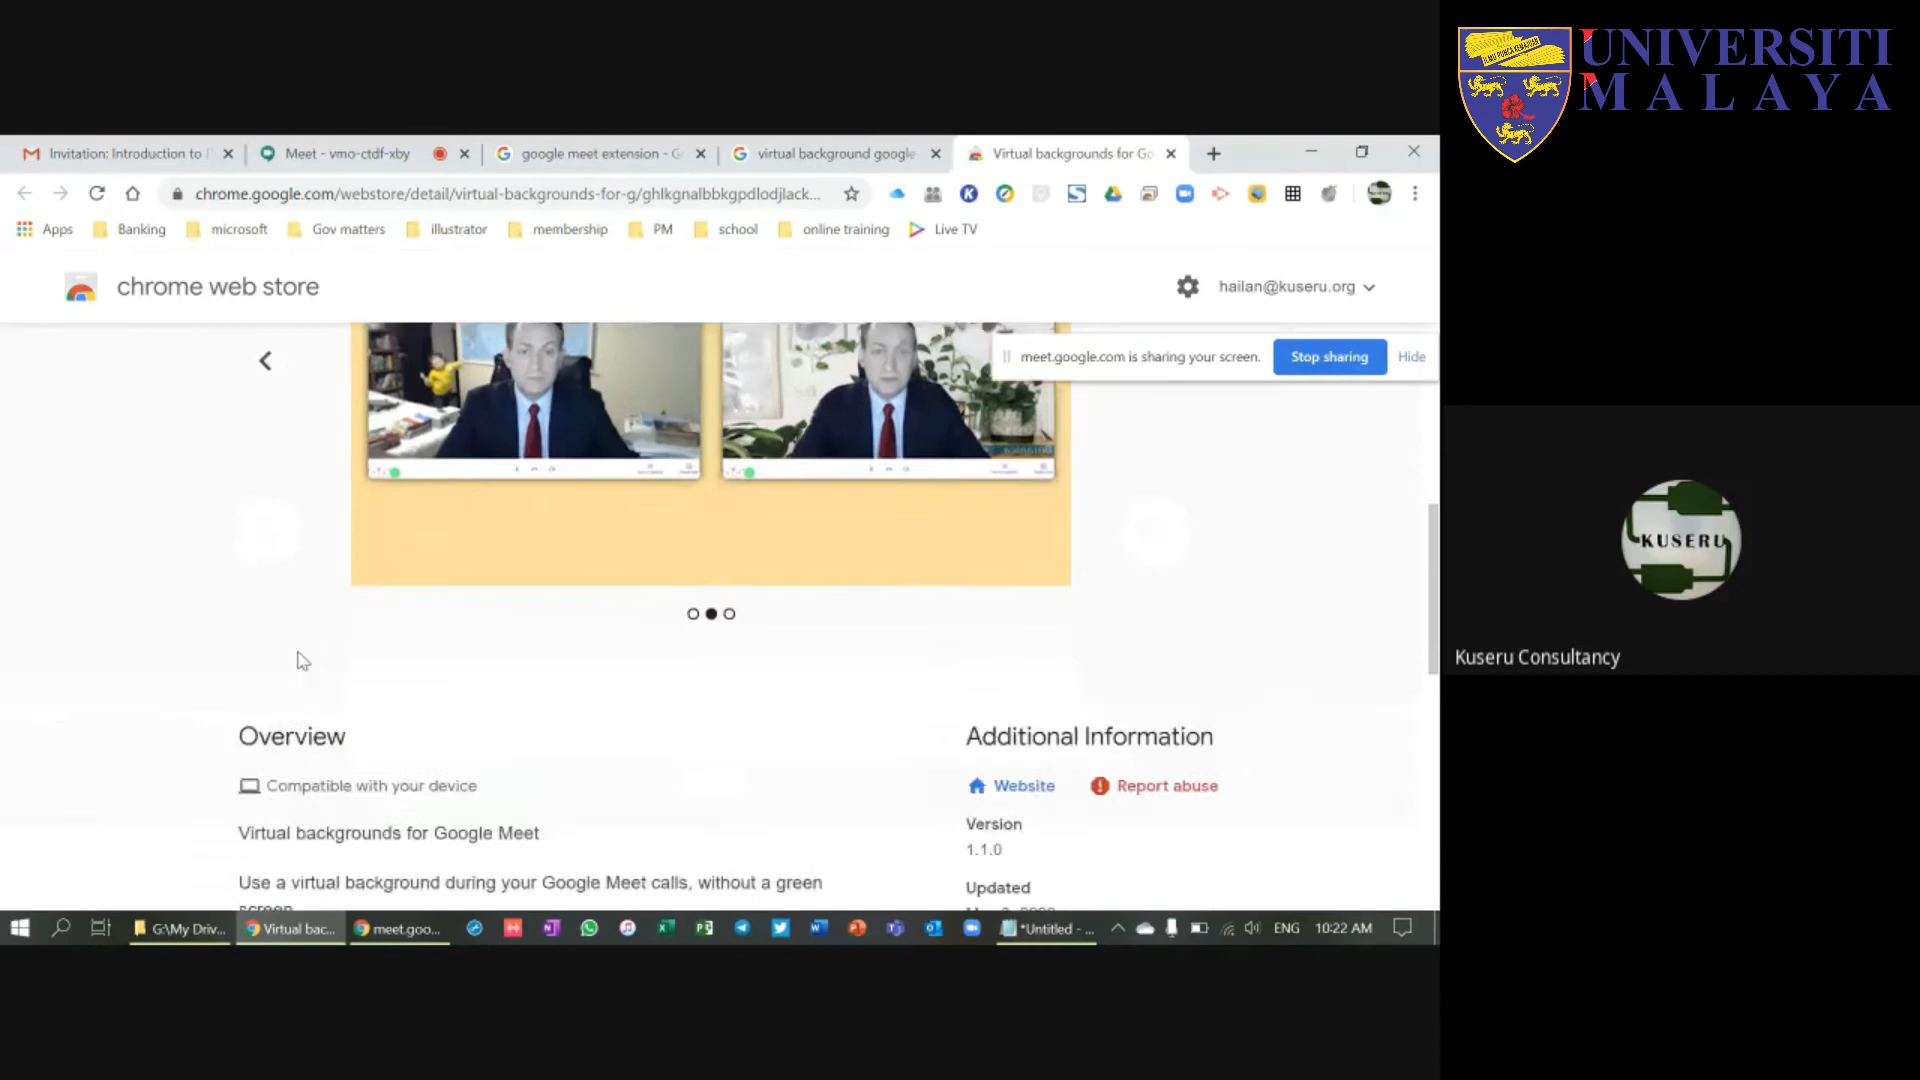 UNIVERSITI
MALAYA
ILMU PUNCA KEMAJUAN
Invitation: Introduction to
Meet - vmo-ctdf-xby
google meet extension - G
virtual background google
Virtual backgrounds for Go
chrome.google.com/webstore/detail/virtual-backgrounds-for-g/ghlkgnalbbkgpdlodjlack...
Apps
Banking
microsoft
Gov matters
illustrator
membership
PM
school
online training
Live TV
chrome web store
hailan@kuseru.org
meet.google.com is sharing your screen.
Stop sharing
Hide
KUSERU
Kuseru Consultancy
Overview
Compatible with your device
Virtual backgrounds for Google Meet
Use a virtual background during your Google Meet calls, without a green
screen
Additional Information
Website
Report abuse
Version
1.1.0
Updated
G:\My Driv...
Virtual bac...
meet.goo...
*Untitled - ...
ENG
10:22 AM